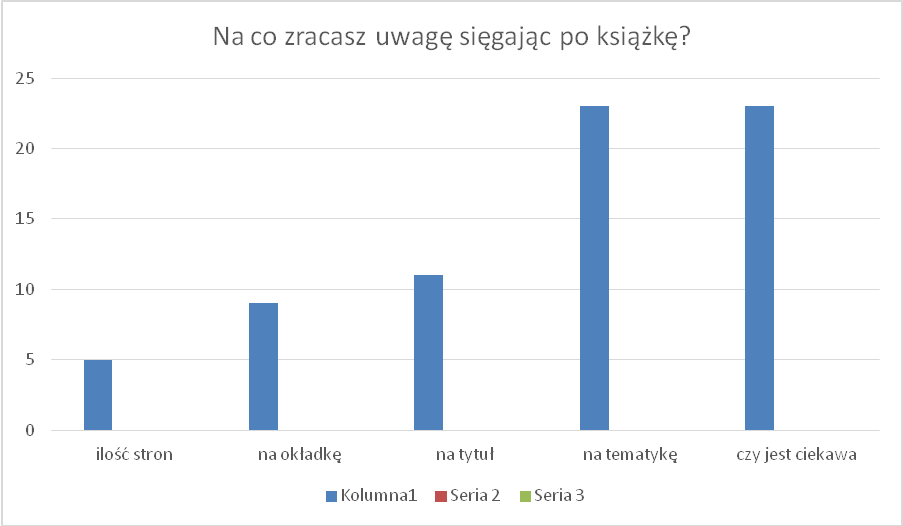 Na co zracasz uwagę sięgając po książkę?
25
20
15
10
5
0
ilość stron na okładkę na tytuł na tematykę czy jest ciekawa
Kolumna1 Seria 2 Seria 3